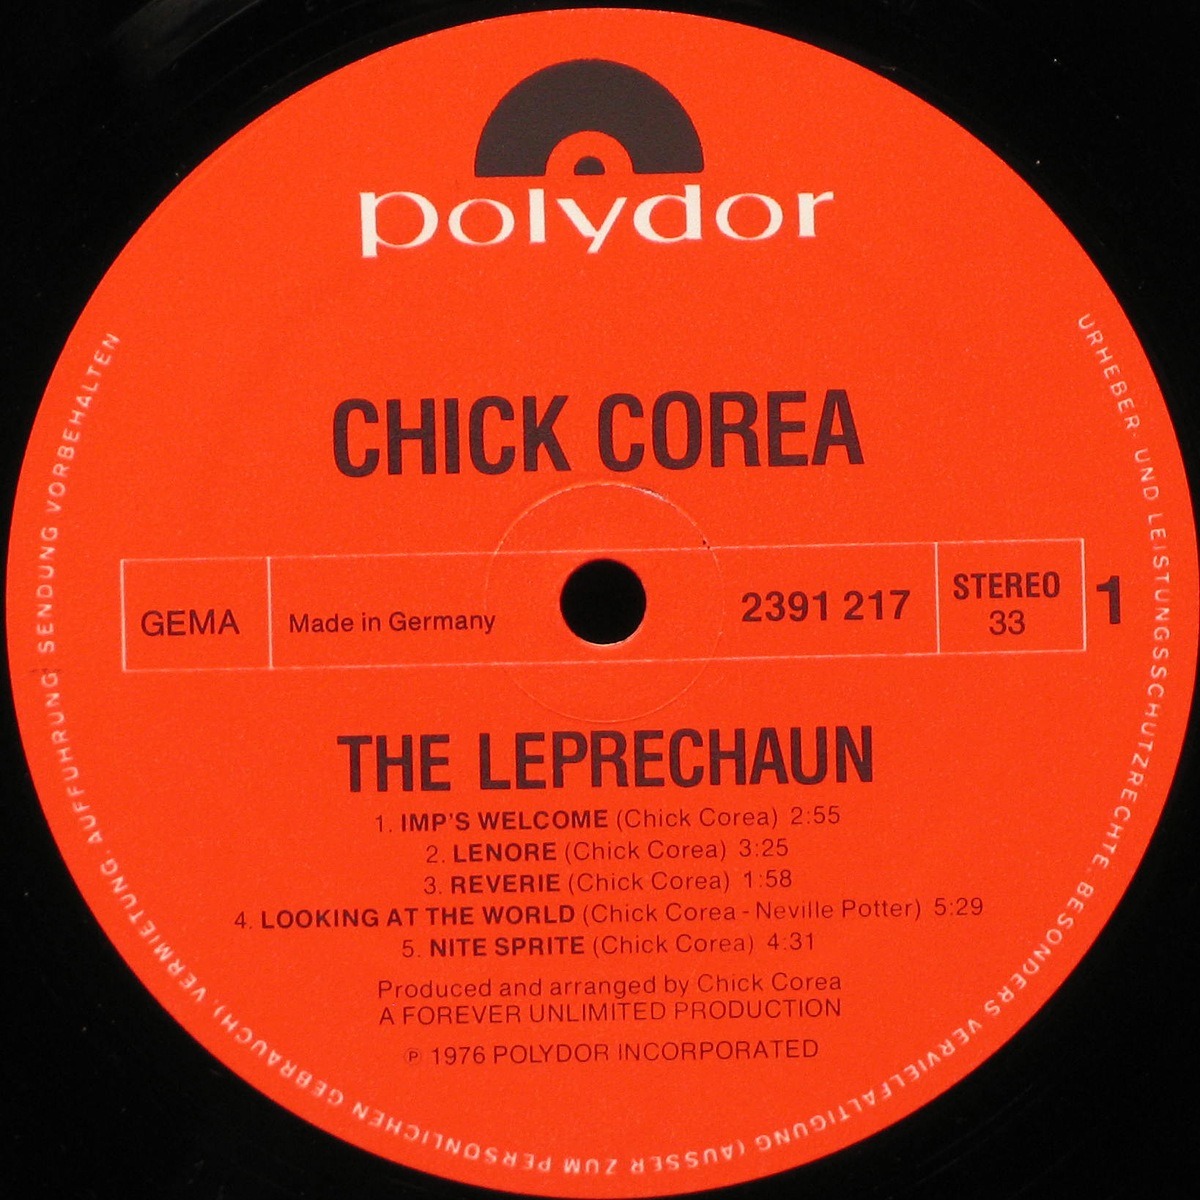 polydor
CHICK COREA
GEMA
Made in Germany
2391 217
STEREO
33
1
THE LEPRECHAUN
1. IMP'S WELCOME (Chick Corea) 2:55
2. LENORE (Chick Corea) 3:25
3. REVERIE (Chick Corea) 1:58
4. LOOKING AT THE WORLD (Chick Corea - Neville Potter) 5:29
5. NITE SPRITE (Chick Corea) 4:31
Produced and arranged by Chick Corea
A FOREVER UNLIMITED PRODUCTION
℗ 1976 POLYDOR INCORPORATED
URHEBER- UND LEISTUNGSSCHUTZRECHTE, BESONDERS VERVIELFÄLTIGUNG (AUSSER ZUM PERSÖNLICHEN GEBRAUCH), VERMIETUNG, AUFFÜHRUNG, SENDUNG VORBEHALTEN